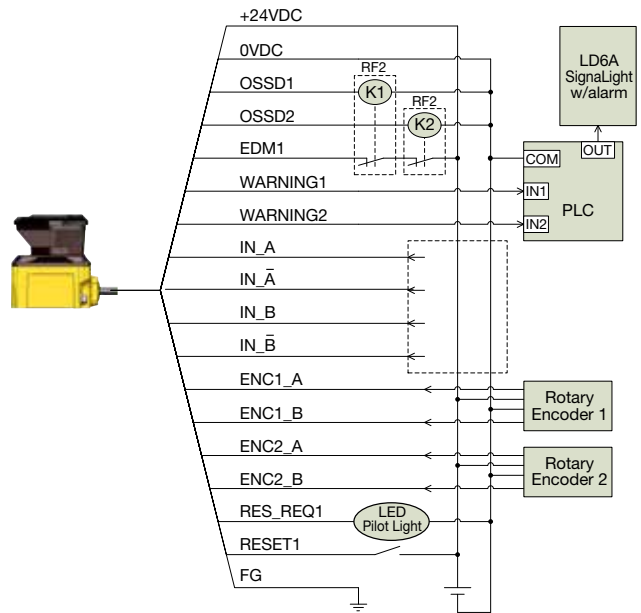 +24VDC
0VDC
OSSD1
OSSD2
EDM1
WARNING1
WARNING2
IN_A
IN_A̅
IN_B
IN_B̅
ENC1_A
ENC1_B
ENC2_A
ENC2_B
RES_REQ1
RESET1
FG
RF2
K1
RF2
K2
LED
Pilot Light
LD6A
SignaLight
w/alarm
OUT
COM
IN1
PLC
IN2
Rotary
Encoder 1
Rotary
Encoder 2